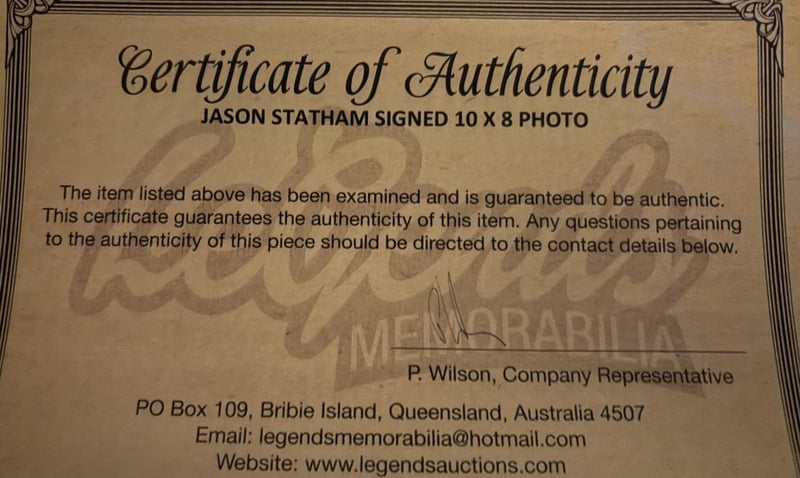 Certificate of Authenticity
JASON STATHAM SIGNED 10 X 8 PHOTO
The item listed above has been examined and is guaranteed to be authentic.
This certificate guarantees the authenticity of this item. Any questions pertaining
to the authenticity of this piece should be directed to the contact details below.
Legends
MEMORABILIA
P. Wilson, Company Representative
PO Box 109, Bribie Island, Queensland, Australia 4507
Email: legendsmemorabilia@hotmail.com
Website: www.legendsauctions.com